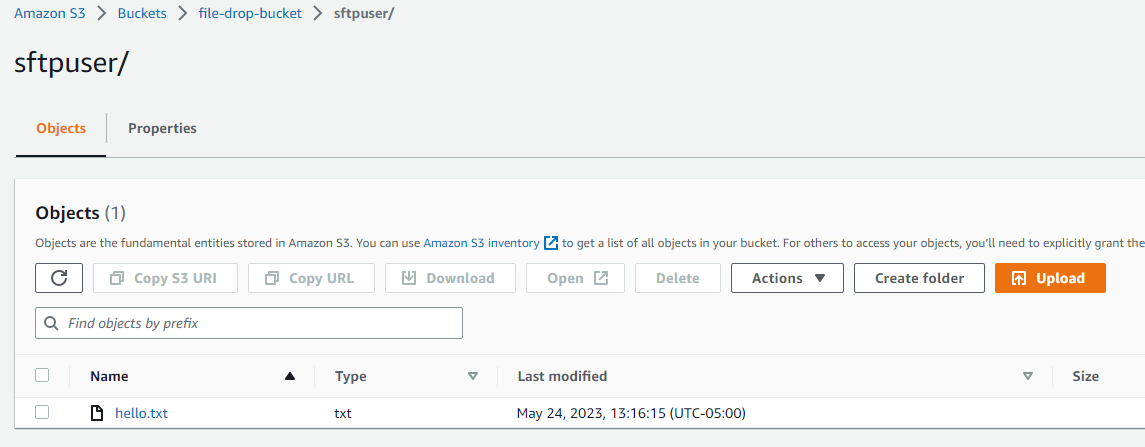 Amazon S3 > Buckets > file-drop-bucket > sftpuser/
sftpuser/
Objects Properties
Objects (1)
Objects are the fundamental entities stored in Amazon S3. You can use Amazon S3 inventory to get a list of all objects in your bucket. For others to access your objects, you'll need to explicitly grant the
Copy S3 URI Copy URL Download Open Delete Actions Create folder Upload
Find objects by prefix
Name Type Last modified Size
hello.txt txt May 24, 2023, 13:16:15 (UTC-05:00)